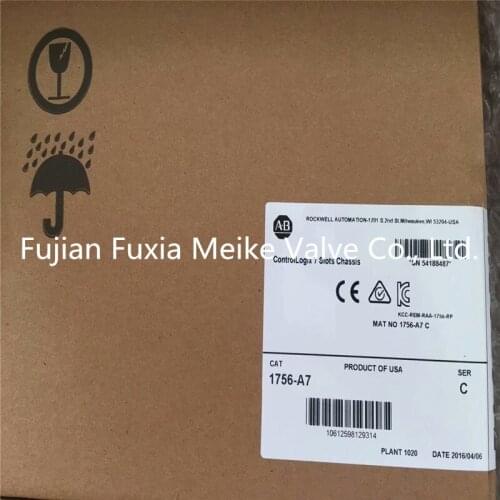 AB
ROCKWELL AUTOMATION-1201 S.2nd St.Milwaukee,WI 53204-USA
Fujian Fuxia Meike Valve Co., Ltd.
ControlLogix 7 Slots Chassis
*DN 54188487*
KCC-REM-RAA-1756-RP
MAT NO 1756-A7 C
CAT
PRODUCT OF USA
SER
1756-A7
C
10612598129314
PLANT 1020
DATE 2016/04/06